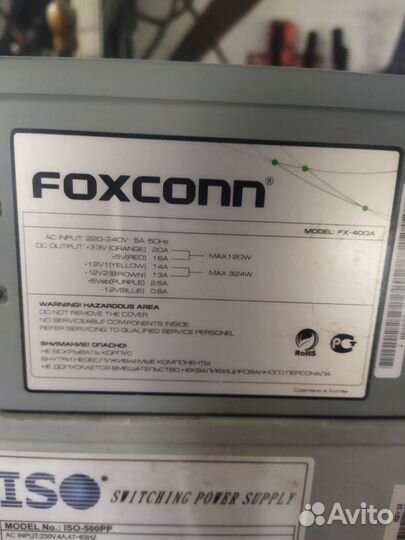 FOXCONN®
MODEL: FX-400A
AC INPUT: 220-240V~ 5A 50Hz
DC OUTPUT: +3.3V (ORANGE) 20A
+5V(RED) 16A MAX120W
+12V1(YELLOW) 14A
+12V2(BROWN) 13A MAX 324W
+5Vsb(PURPLE) 2.5A
-12V(BLUE) 0.8A
WARNING! HAZARDOUS AREA
DO NOT REMOVE THE COVER
NO SERVICEABLE COMPONENTS INSIDE
REFER SERVICING TO QUALIFIED SERVICE PERSONEL
ВНИМАНИЕ! ОПАСНО!
НЕ ВСКРЫВАТЬ КОРПУС
ВНУТРИ НЕОБСЛУЖИВАЕМЫЕ КОМПОНЕНТЫ
НЕ ДОПУСКАЕТСЯ ВМЕШАТЕЛЬСТВО НЕКВАЛИФИЦИРОВАННОГО ПЕРСОНАЛА
RoHS
Сделано в Китае
ISO SWITCHING POWER SUPPLY
MODEL No.: ISO-500PP
AC INPUT:230V,4A,47-63HZ
Avito